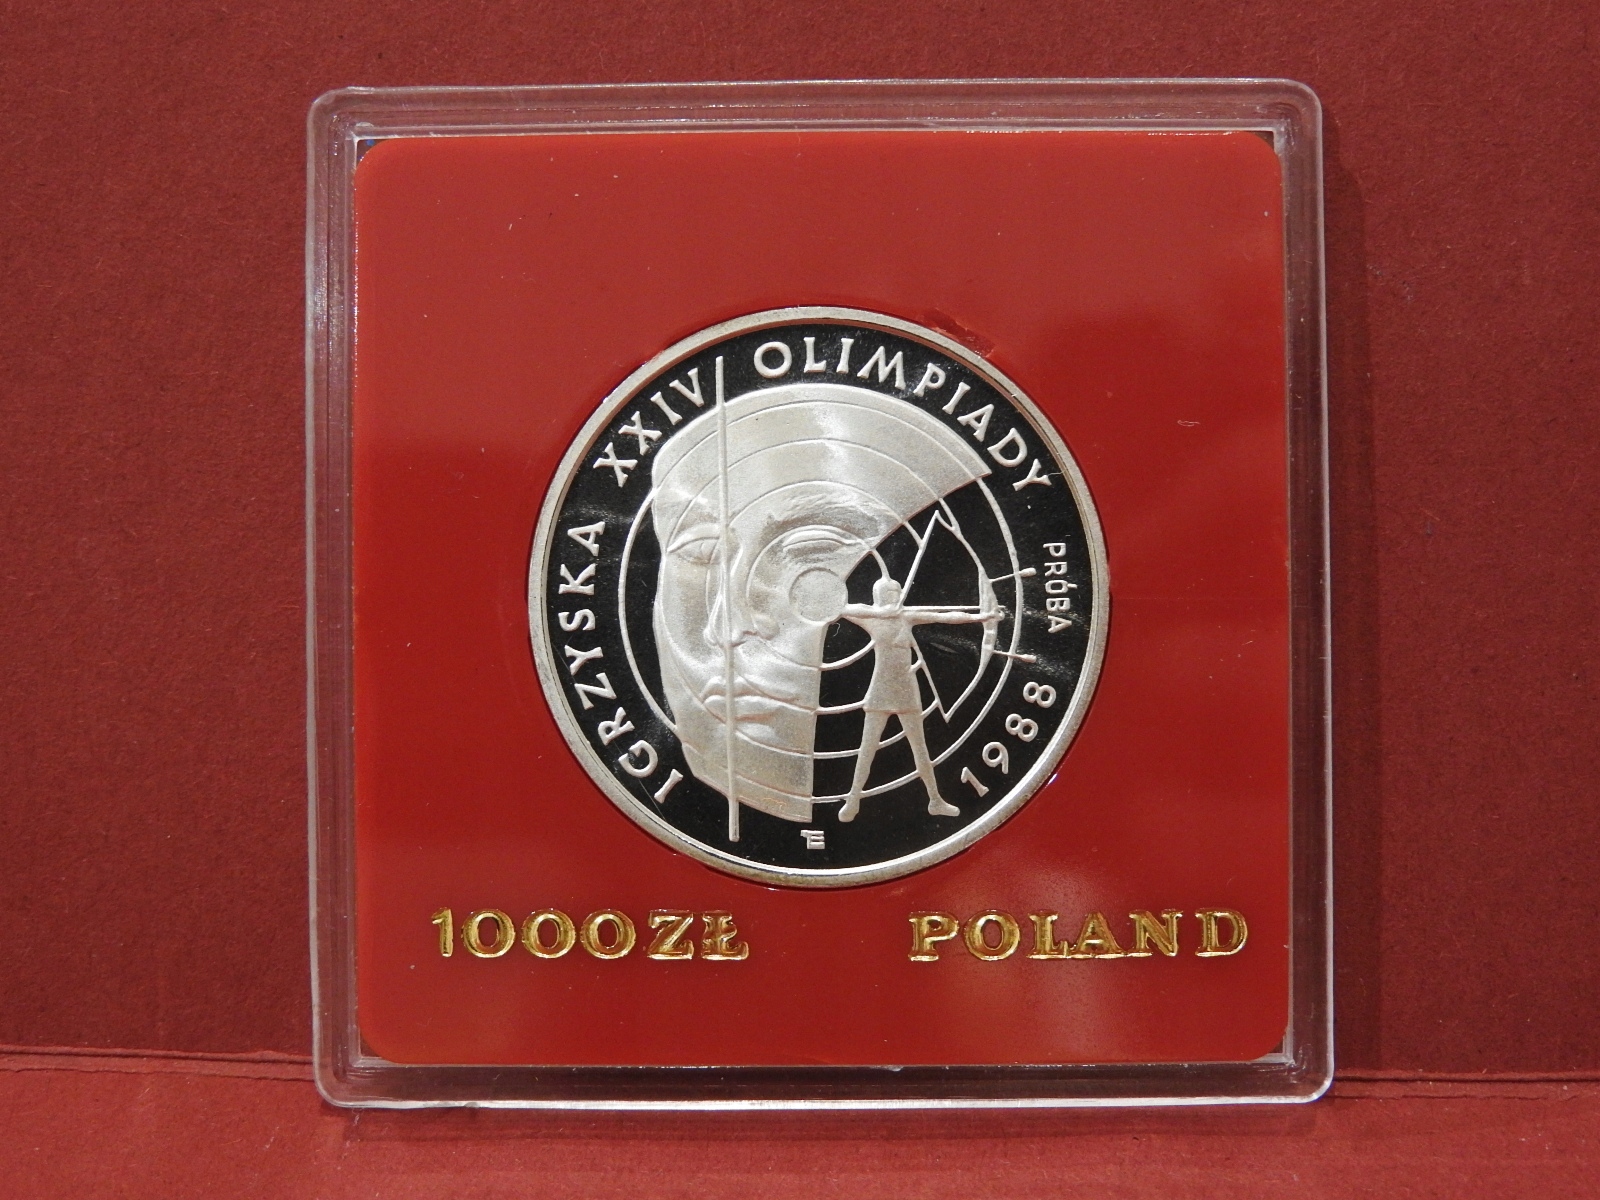 IGRZYSKA XXIV OLIMPIADY 1988
PRÓBA
1000 ZŁ POLAND